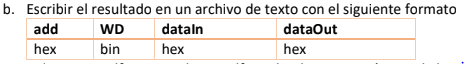 b. Escribir el resultado en un archivo de texto con el siguiente formato
add WD dataIn dataOut
hex bin hex hex